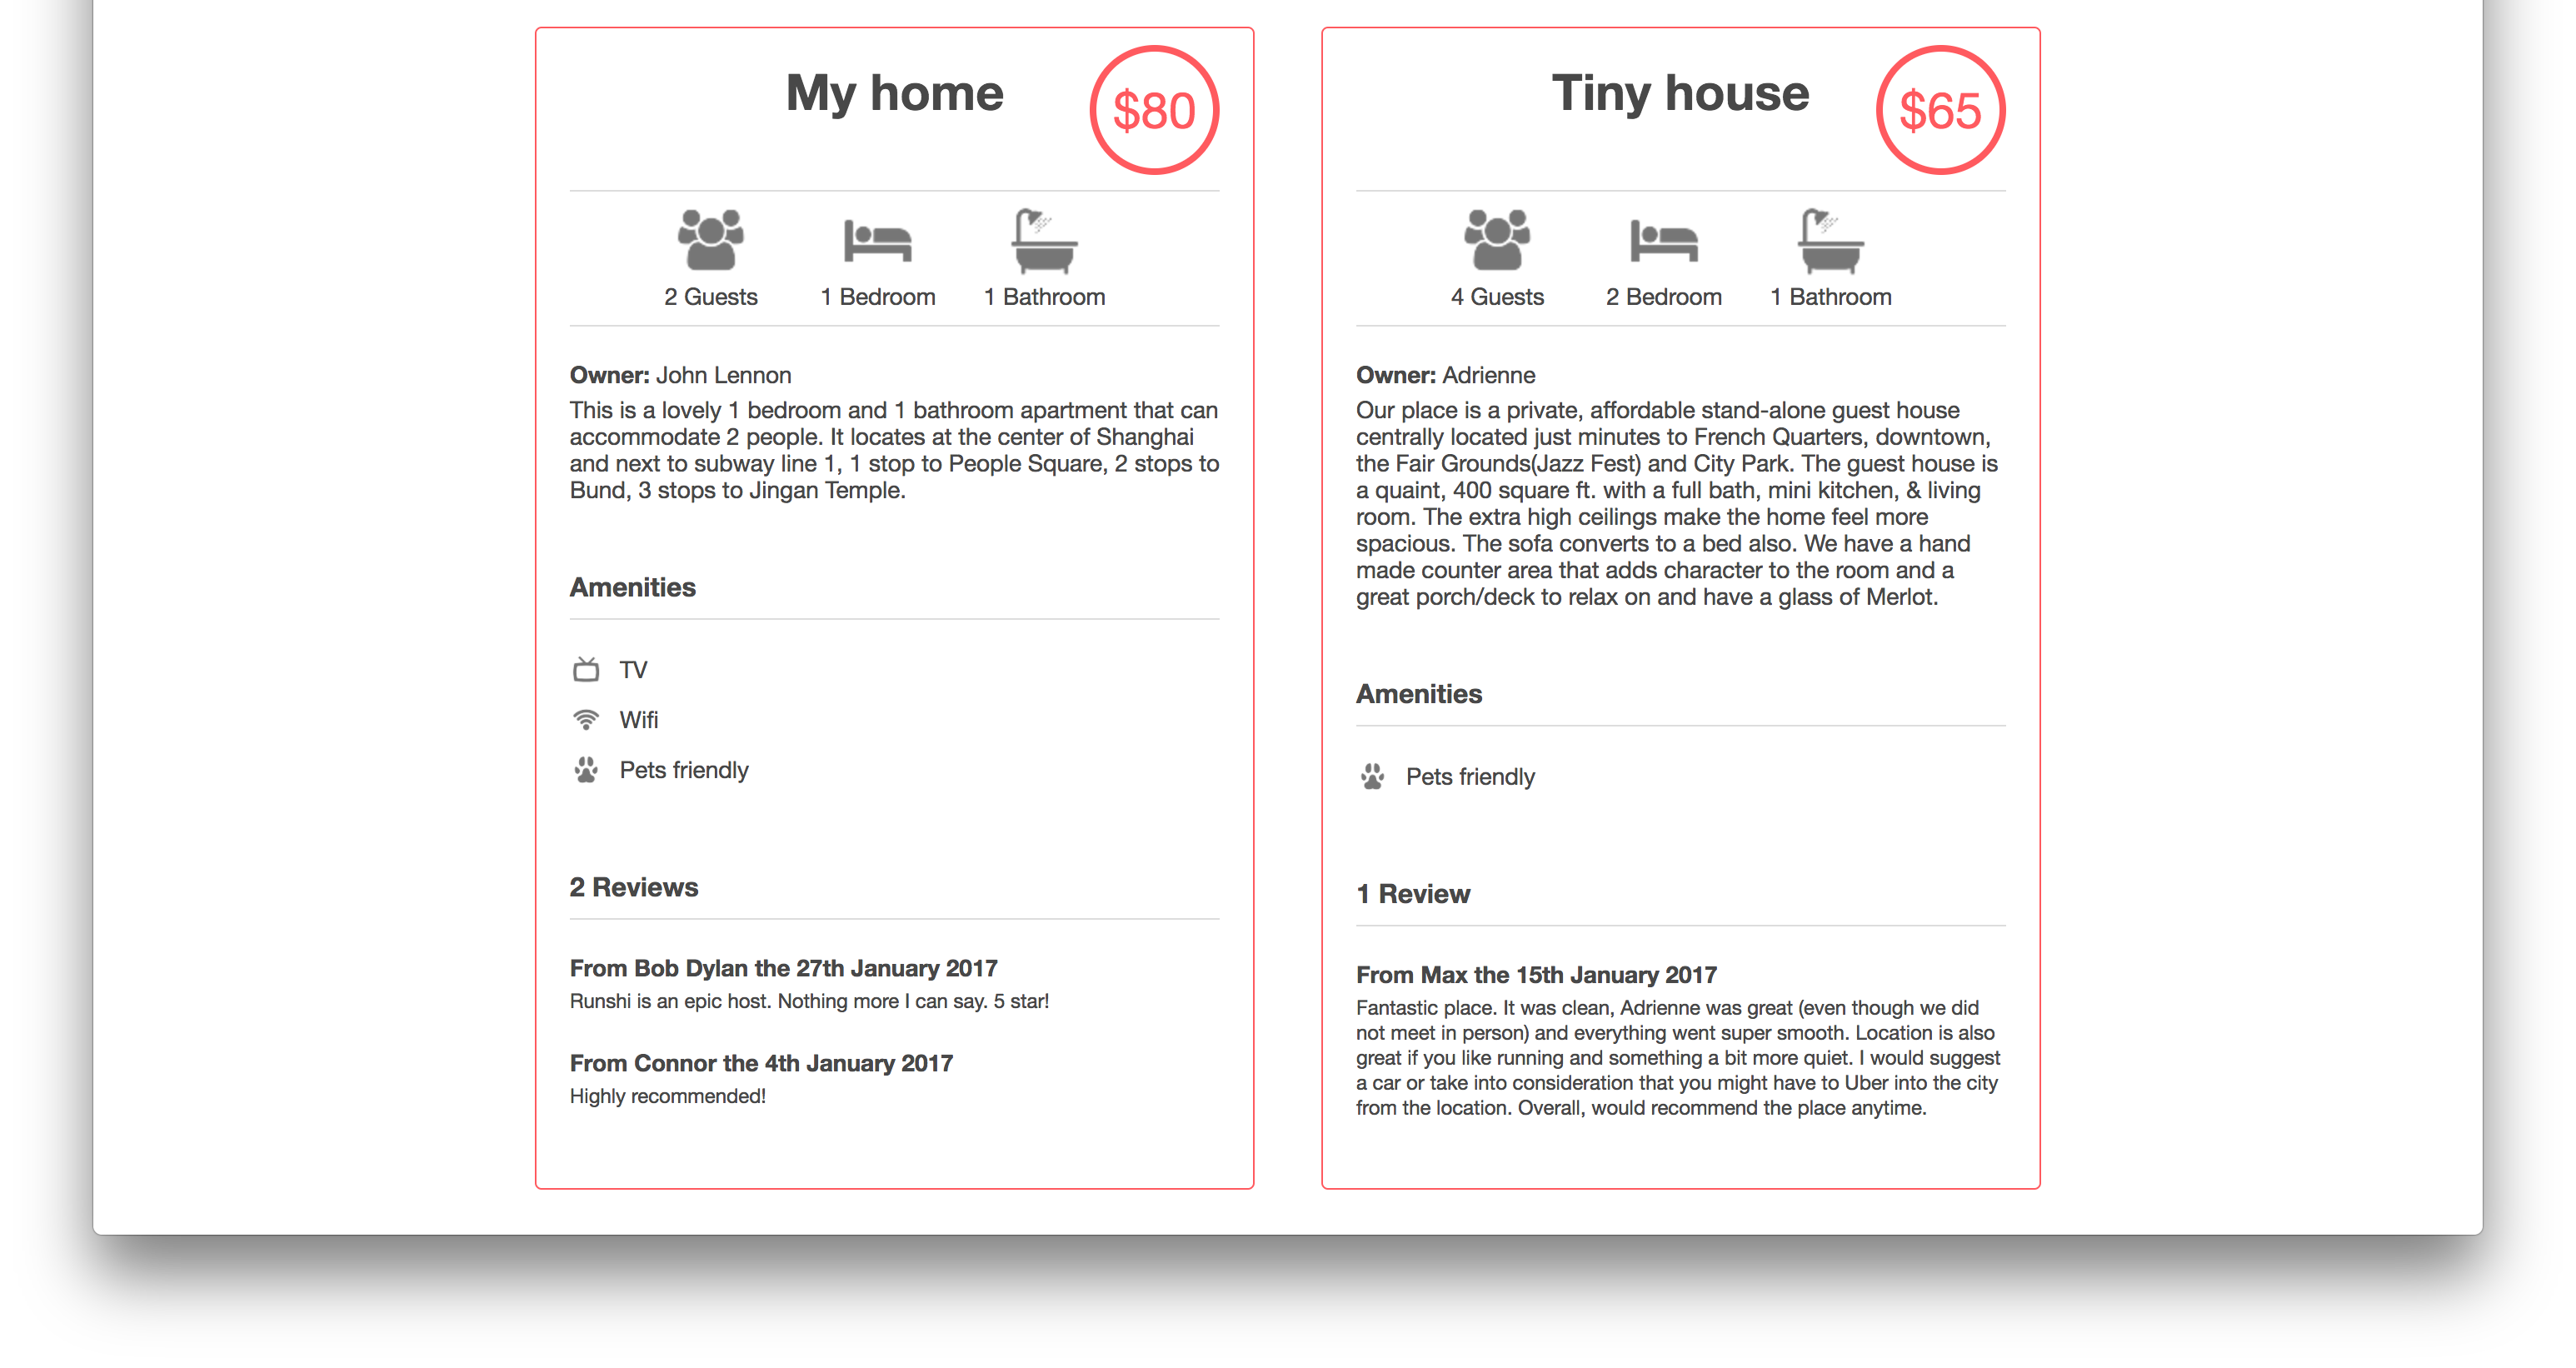 My home
$80
2 Guests
1 Bedroom
1 Bathroom
Owner: John Lennon
This is a lovely 1 bedroom and 1 bathroom apartment that can
accommodate 2 people. It locates at the center of Shanghai
and next to subway line 1, 1 stop to People Square, 2 stops to
Bund, 3 stops to Jingan Temple.
Amenities
TV
Wifi
Pets friendly
2 Reviews
From Bob Dylan the 27th January 2017
Runshi is an epic host. Nothing more I can say. 5 star!
From Connor the 4th January 2017
Highly recommended!
Tiny house
$65
4 Guests
2 Bedroom
1 Bathroom
Owner: Adrienne
Our place is a private, affordable stand-alone guest house
centrally located just minutes to French Quarters, downtown,
the Fair Grounds(Jazz Fest) and City Park. The guest house is
a quaint, 400 square ft. with a full bath, mini kitchen, & living
room. The extra high ceilings make the home feel more
spacious. The sofa converts to a bed also. We have a hand
made counter area that adds character to the room and a
great porch/deck to relax on and have a glass of Merlot.
Amenities
Pets friendly
1 Review
From Max the 15th January 2017
Fantastic place. It was clean, Adrienne was great (even though we did
not meet in person) and everything went super smooth. Location is also
great if you like running and something a bit more quiet. I would suggest
a car or take into consideration that you might have to Uber into the city
from the location. Overall, would recommend the place anytime.